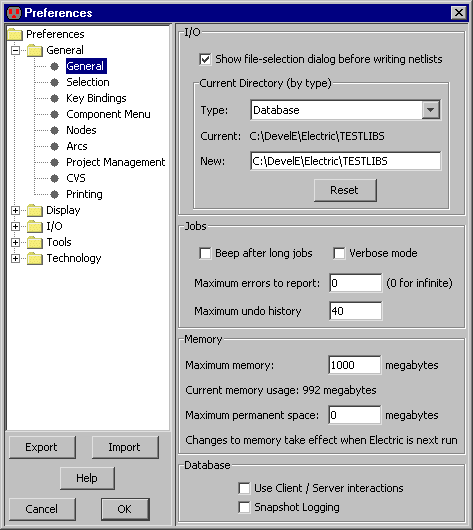 Preferences
Preferences
General
General
Selection
Key Bindings
Component Menu
Nodes
Arcs
Project Management
CVS
Printing
Display
I/O
Tools
Technology
Export
Import
Help
Cancel
OK
I/O
Show file-selection dialog before writing netlists
Current Directory (by type)
Type: Database
Current: C:\DevelE\Electric\TESTLIBS
New: C:\DevelE\Electric\TESTLIBS
Reset
Jobs
Beep after long jobs Verbose mode
Maximum errors to report: 0 (0 for infinite)
Maximum undo history 40
Memory
Maximum memory: 1000 megabytes
Current memory usage: 992 megabytes
Maximum permanent space: 0 megabytes
Changes to memory take effect when Electric is next run
Database
Use Client / Server interactions
Snapshot Logging